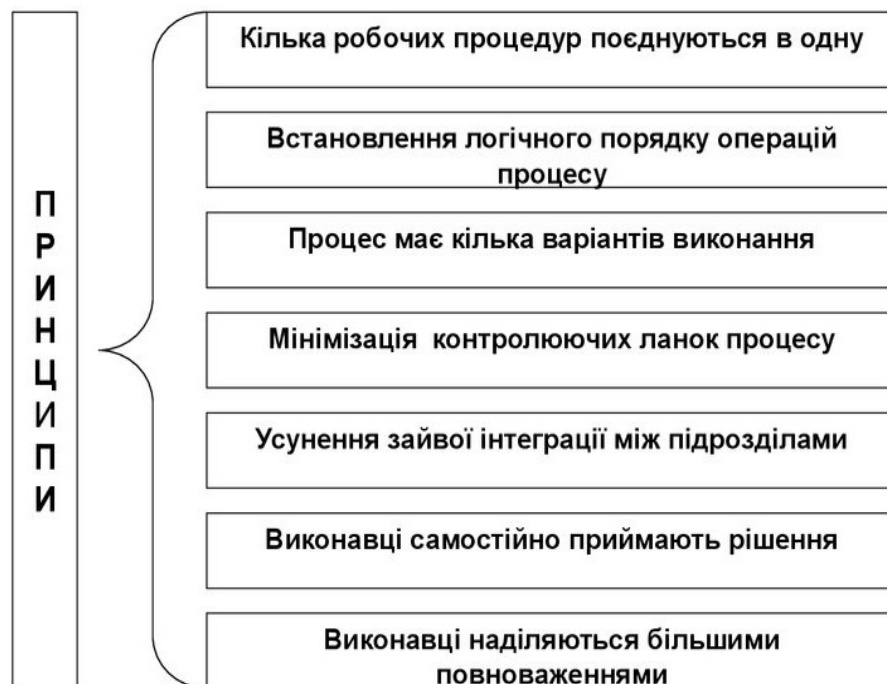 ПРИНЦИПИ
Кілька робочих процедур поєднуються в одну
Встановлення логічного порядку операцій
процесу
Процес має кілька варіантів виконання
Мінімізація контролюючих ланок процесу
Усунення зайвої інтеграції між підрозділами
Виконавці самостійно приймають рішення
Виконавці наділяються більшими
повноваженнями